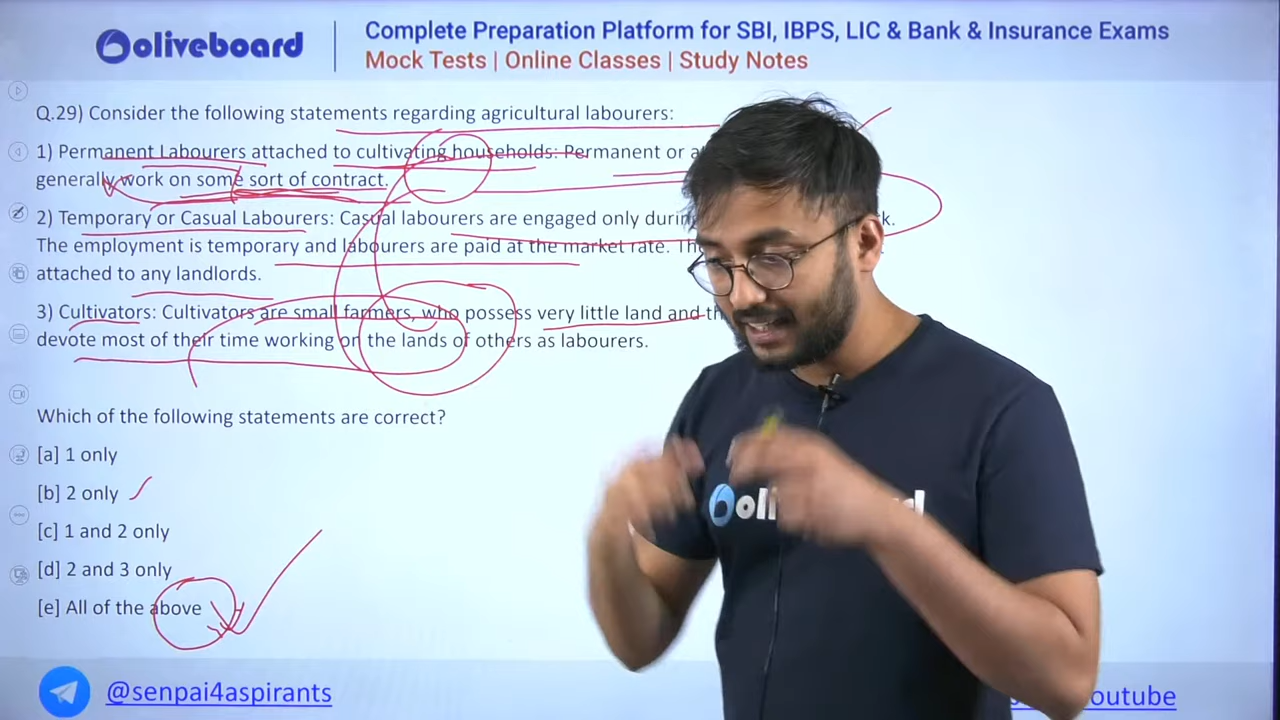 oliveboard
Complete Preparation Platform for SBI, IBPS, LIC & Bank & Insurance Exams
Mock Tests | Online Classes | Study Notes
Q.29) Consider the following statements regarding agricultural labourers:
1) Permanent Labourers attached to cultivating households: Permanent or
generally work on some sort of contract.
2) Temporary or Casual Labourers: Casual labourers are engaged only
The employment is temporary and labourers are paid at the market rate.
attached to any landlords.
3) Cultivators: Cultivators are small farmers, who possess very little land and
devote most of their time working on the lands of others as labourers.
Which of the following statements are correct?
[a] 1 only
[b] 2 only
[c] 1 and 2 only
[d] 2 and 3 only
[e] All of the above
@senpai4aspirants